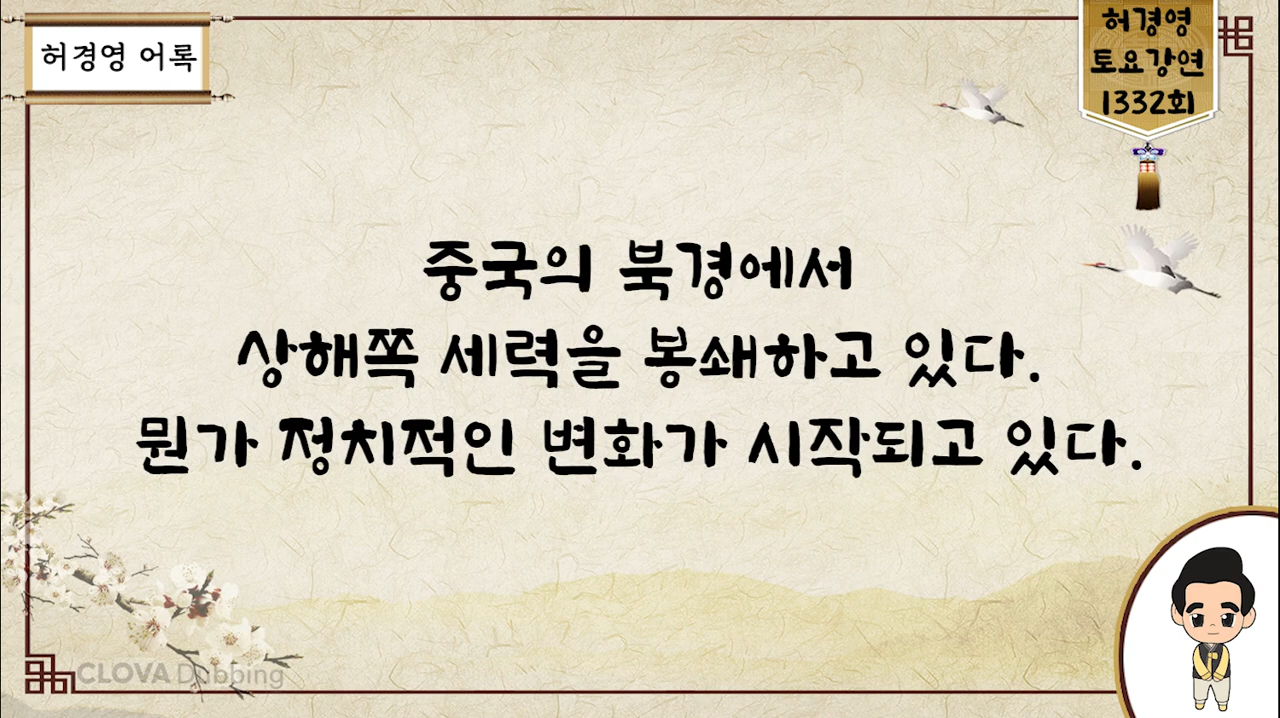 허경영 어록
허경영
토요강연
1332회
중국의 북경에서
상해쪽 세력을 봉쇄하고 있다.
뭔가 정치적인 변화가 시작되고 있다.
CLOVA Dubbing